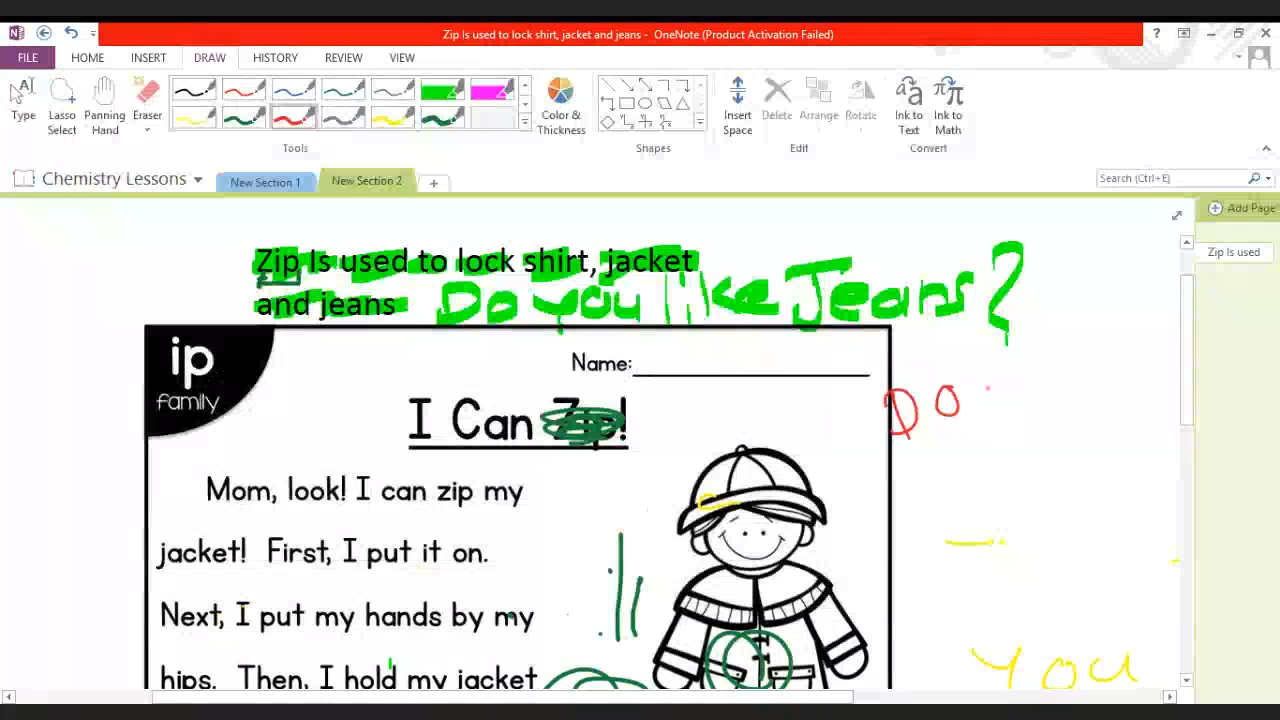 Zip Is used to lock shirt, jacket and jeans - OneNote (Product Activation Failed)
FILE HOME INSERT DRAW HISTORY REVIEW VIEW
Type
Lasso Select
Panning Hand
Eraser
Color & Thickness
Insert Space
Delete
Arrange
Rotate
Ink to Text
Ink to Math
Tools
Shapes
Edit
Convert
Chemistry Lessons
New Section 1
New Section 2
Search (Ctrl+E)
Add Page
Zip Is used
Zip Is used to lock shirt, jacket
and jeans Do you like Jeans?
ip
family
Name:
I Can Zip!
Do
Mom, look! I can zip my
jacket! First, I put it on.
Next, I put my hands by my
hips. Then, I hold my jacket
You